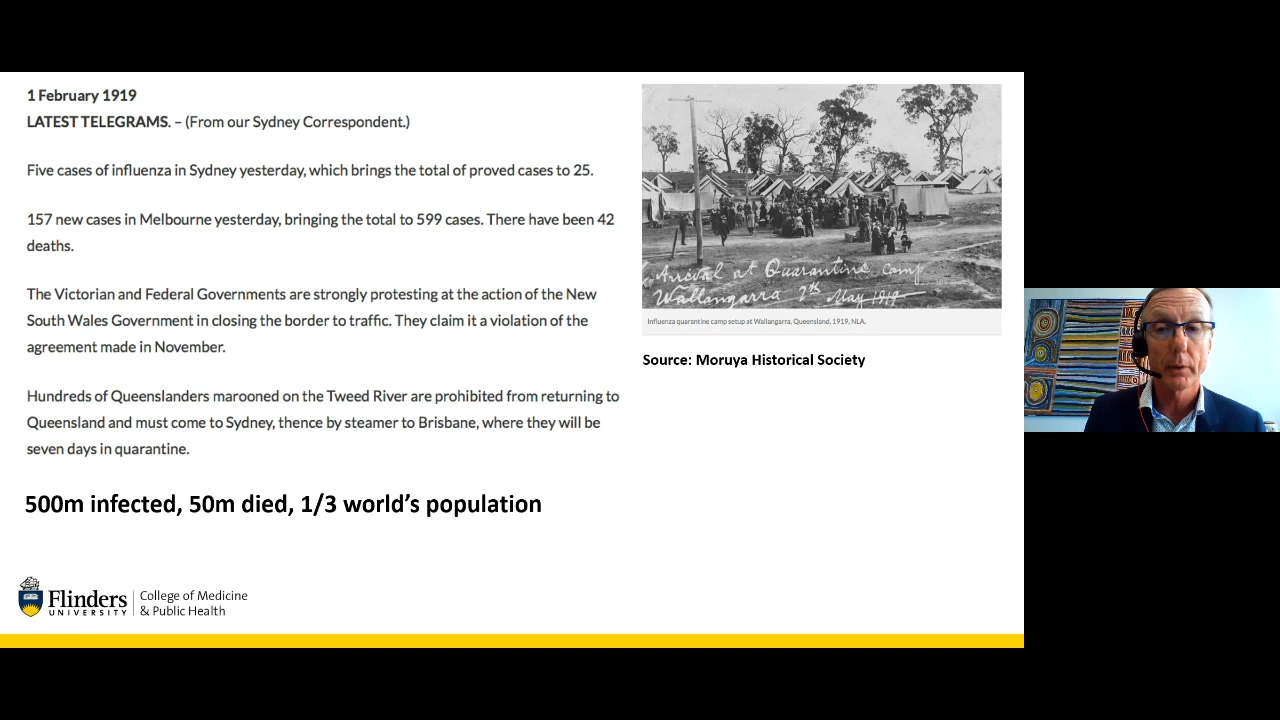 1 February 1919
LATEST TELEGRAMS. – (From our Sydney Correspondent.)
Five cases of influenza in Sydney yesterday, which brings the total of proved cases to 25.
157 new cases in Melbourne yesterday, bringing the total to 599 cases. There have been 42
deaths.
The Victorian and Federal Governments are strongly protesting at the action of the New
South Wales Government in closing the border to traffic. They claim it a violation of the
agreement made in November.
Hundreds of Queenslanders marooned on the Tweed River are prohibited from returning to
Queensland and must come to Sydney, thence by steamer to Brisbane, where they will be
seven days in quarantine.
500m infected, 50m died, 1/3 world's population
Arrival at Quarantine Camp
Wallangarra 7th May 1919
Influenza quarantine camp setup at Wallangarra, Queensland, 1919, NLA.
Source: Moruya Historical Society
Flinders
UNIVERSITY
College of Medicine
& Public Health